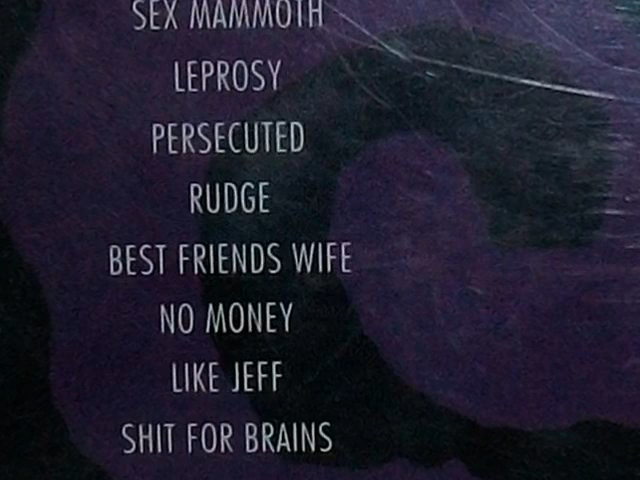 SEX MAMMOTH
LEPROSY
PERSECUTED
RUDGE
BEST FRIENDS WIFE
NO MONEY
LIKE JEFF
SHIT FOR BRAINS